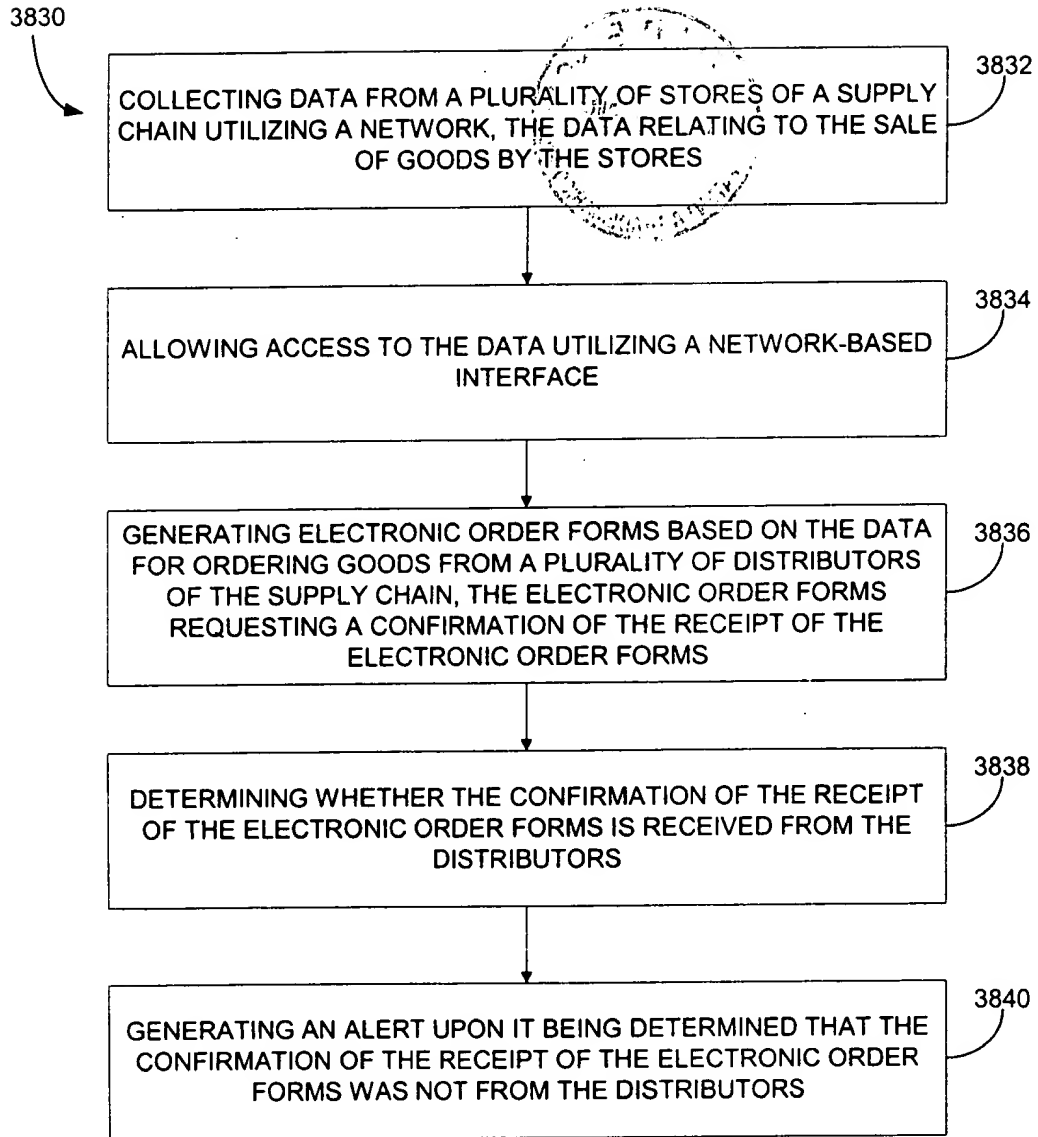 3830
COLLECTING DATA FROM A PLURALITY OF STORES OF A SUPPLY
CHAIN UTILIZING A NETWORK, THE DATA RELATING TO THE SALE
OF GOODS BY THE STORES
3832
ALLOWING ACCESS TO THE DATA UTILIZING A NETWORK-BASED
INTERFACE
3834
GENERATING ELECTRONIC ORDER FORMS BASED ON THE DATA
FOR ORDERING GOODS FROM A PLURALITY OF DISTRIBUTORS
OF THE SUPPLY CHAIN, THE ELECTRONIC ORDER FORMS
REQUESTING A CONFIRMATION OF THE RECEIPT OF THE
ELECTRONIC ORDER FORMS
3836
DETERMINING WHETHER THE CONFIRMATION OF THE RECEIPT
OF THE ELECTRONIC ORDER FORMS IS RECEIVED FROM THE
DISTRIBUTORS
3838
GENERATING AN ALERT UPON IT BEING DETERMINED THAT THE
CONFIRMATION OF THE RECEIPT OF THE ELECTRONIC ORDER
FORMS WAS NOT FROM THE DISTRIBUTORS
3840